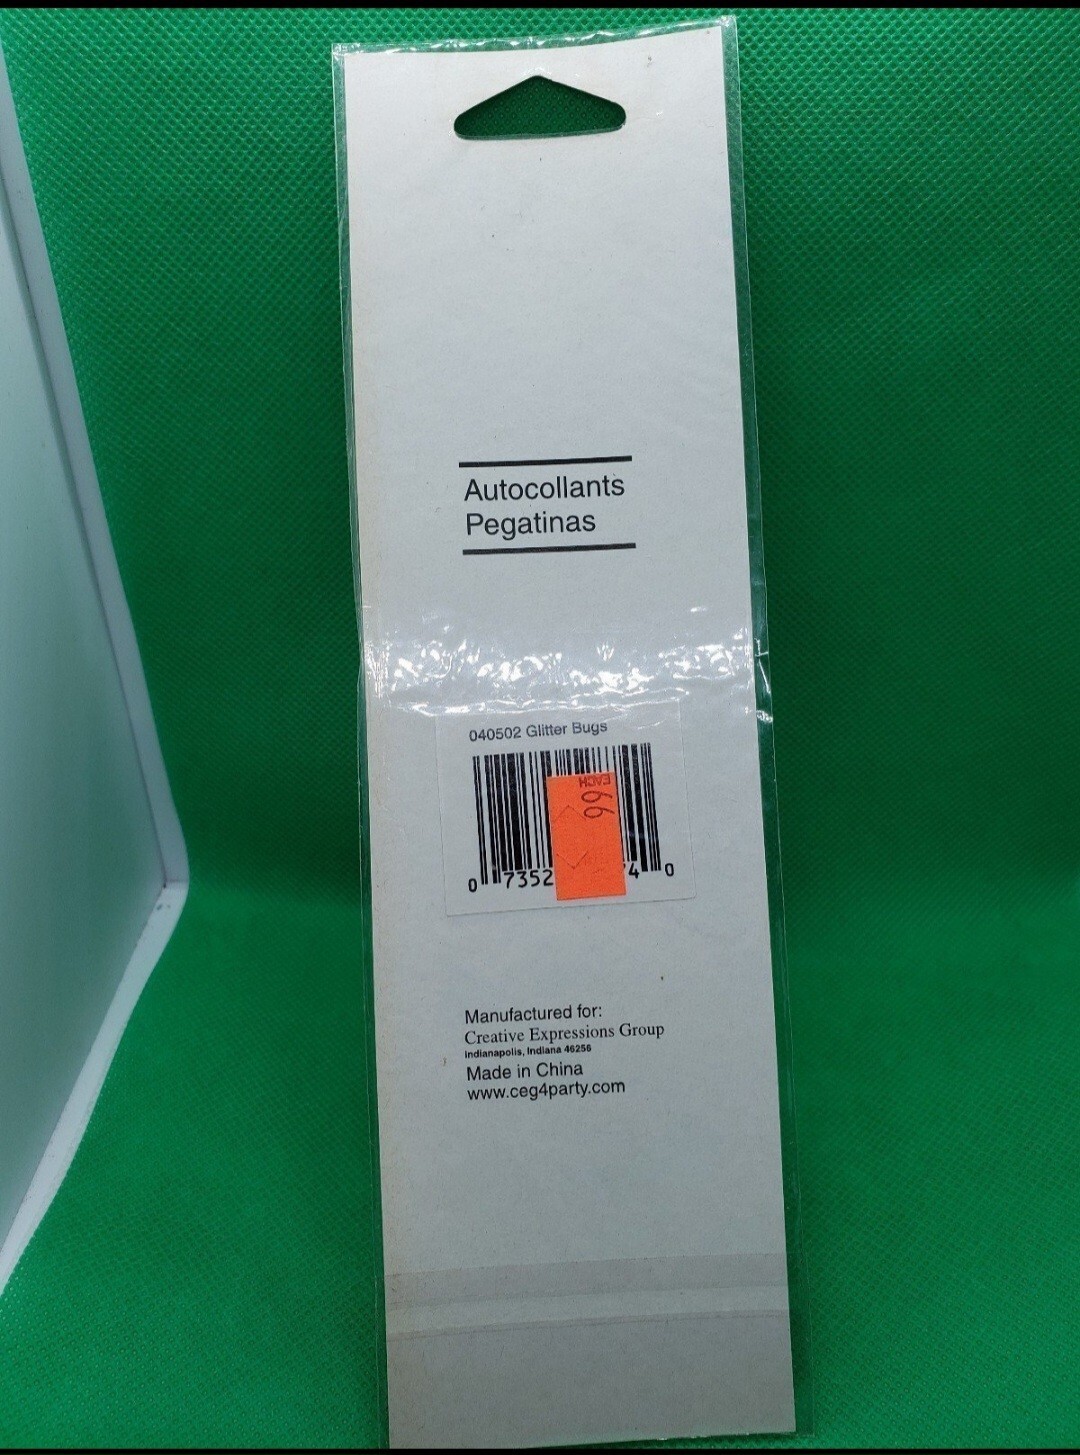 Autocollants
Pegatinas
040502 Glitter Bugs
EACH
99
0 7352 4 0
Manufactured for:
Creative Expressions Group
Indianapolis, Indiana 46256
Made in China
www.ceg4party.com